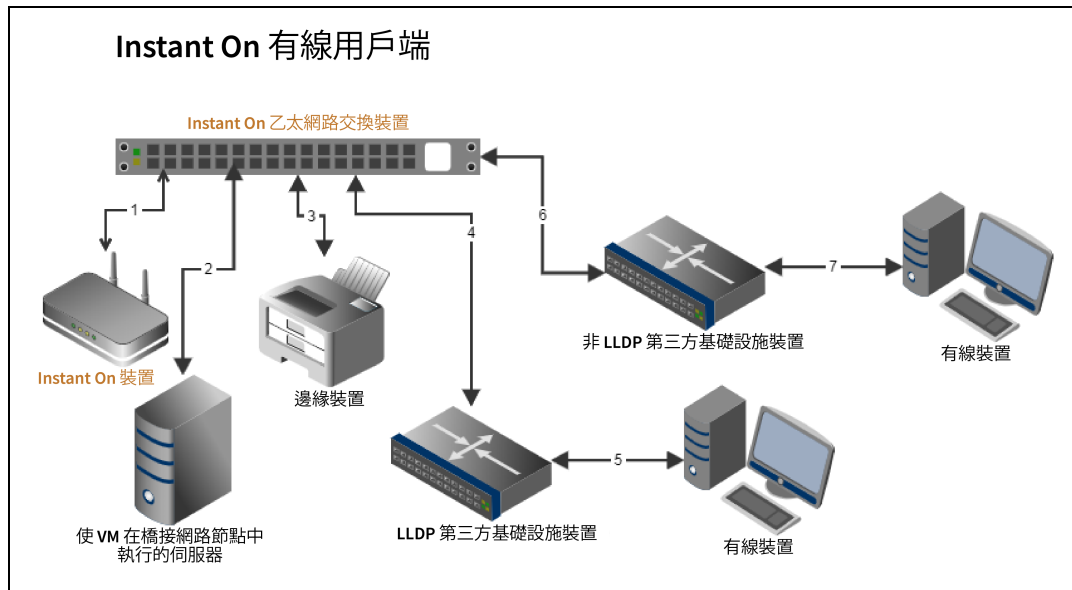 Instant On 有線用戶端
Instant On 乙太網路交換裝置
1
2
3
4
6
7
5
Instant On 裝置
邊緣裝置
非 LLDP 第三方基礎設施裝置
有線裝置
使 VM 在橋接網路節點中
執行的伺服器
LLDP 第三方基礎設施裝置
有線裝置